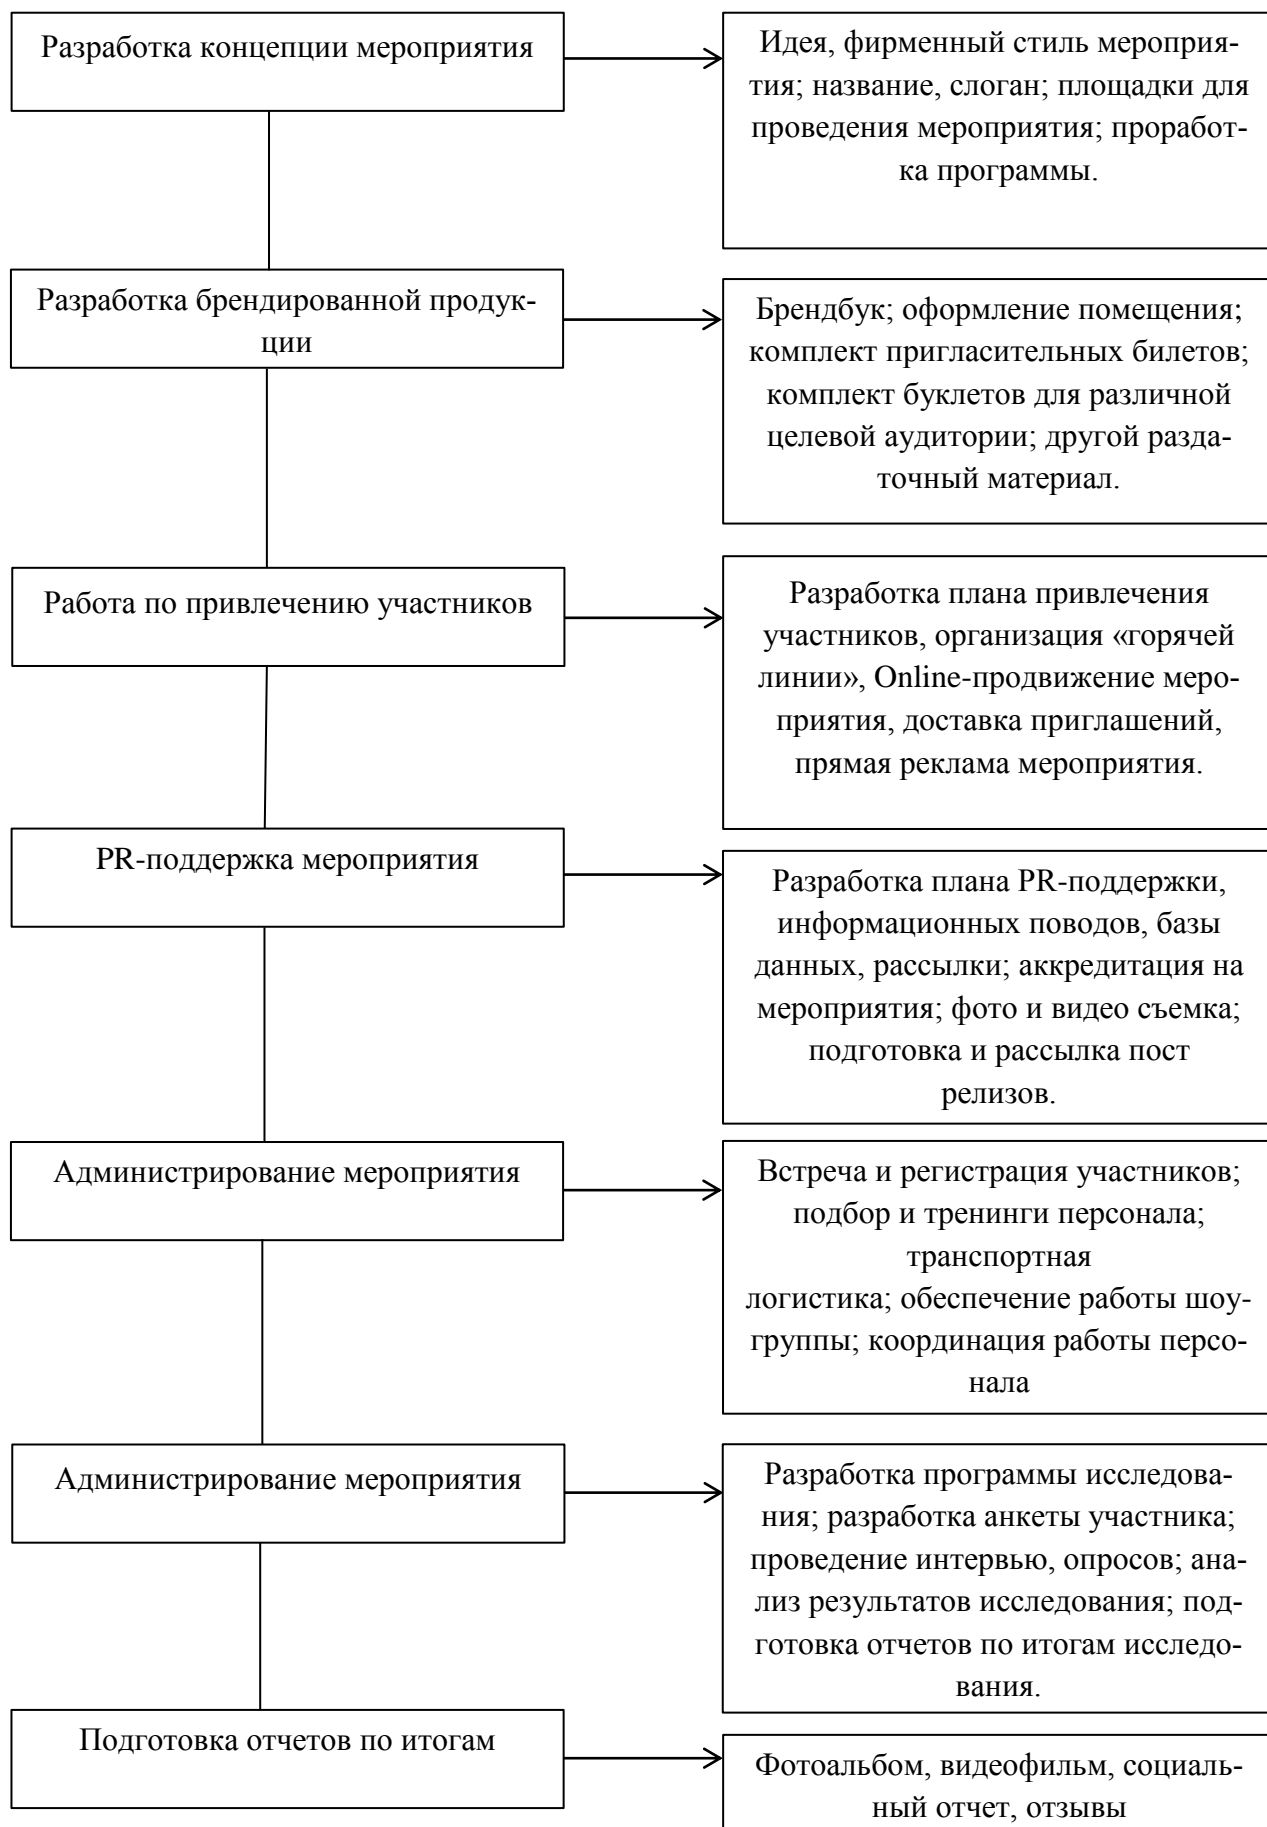 Разработка концепции мероприятия
Идея, фирменный стиль мероприя-
тия; название, слоган; площадки для
проведения мероприятия; проработ-
ка программы.
Разработка брендированной продук-
ции
Брендбук; оформление помещения;
комплект пригласительных билетов;
комплект буклетов для различной
целевой аудитории; другой разда-
точный материал.
Работа по привлечению участников
Разработка плана привлечения
участников, организация «горячей
линии», Online-продвижение меро-
приятия, доставка приглашений,
прямая реклама мероприятия.
PR-поддержка мероприятия
Разработка плана PR-поддержки,
информационных поводов, базы
данных, рассылки; аккредитация на
мероприятия; фото и видео съемка;
подготовка и рассылка пост
релизов.
Администрирование мероприятия
Встреча и регистрация участников;
подбор и тренинги персонала;
транспортная
логистика; обеспечение работы шоу-
группы; координация работы персо-
нала
Администрирование мероприятия
Разработка программы исследова-
ния; разработка анкеты участника;
проведение интервью, опросов; ана-
лиз результатов исследования; под-
готовка отчетов по итогам исследо-
вания.
Подготовка отчетов по итогам
Фотоальбом, видеофильм, социаль-
ный отчет, отзывы